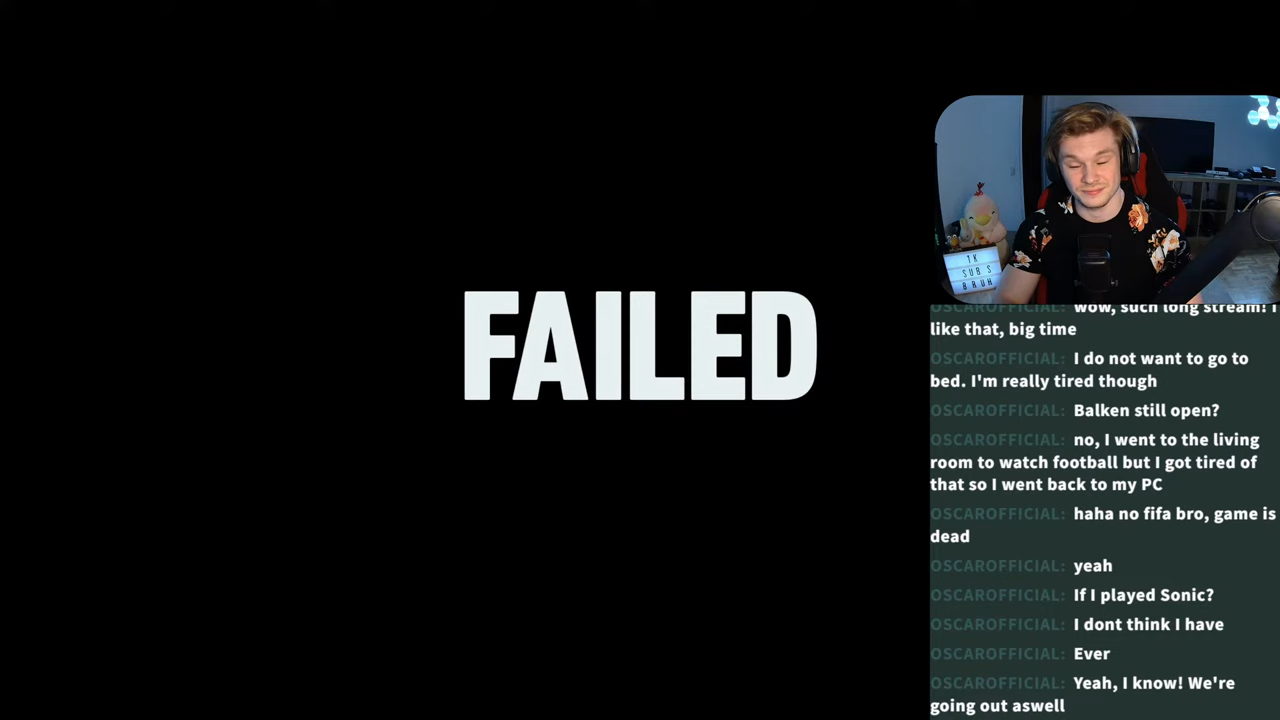 FAILED
1K
SUBS
BRUH
OSCAROFFICIAL: wow, such long stream! I
like that, big time
OSCAROFFICIAL: I do not want to go to
bed. I'm really tired though
OSCAROFFICIAL: Balken still open?
OSCAROFFICIAL: no, I went to the living
room to watch football but I got tired of
that so I went back to my PC
OSCAROFFICIAL: haha no fifa bro, game is
dead
OSCAROFFICIAL: yeah
OSCAROFFICIAL: If I played Sonic?
OSCAROFFICIAL: I dont think I have
OSCAROFFICIAL: Ever
OSCAROFFICIAL: Yeah, I know! We're
going out aswell